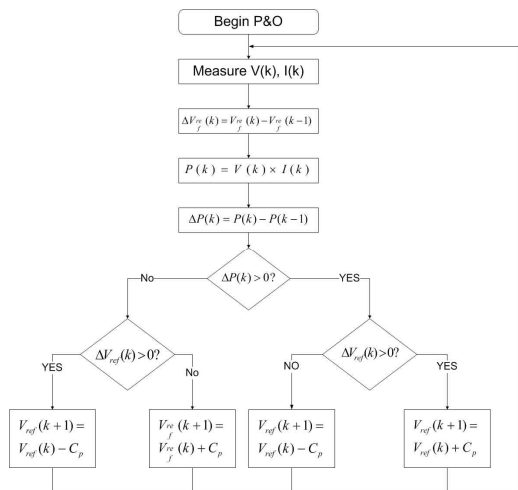 Begin P&O
Measure V(k), I(k)
ΔV_ref(k)=V_ref(k)−V_ref(k−1)
P(k) = V(k) × I(k)
ΔP(k)=P(k)−P(k−1)
ΔP(k)>0?
No
YES
ΔV_ref(k)>0?
YES
No
ΔV_ref(k)>0?
NO
YES
V_ref(k+1)=
V_ref(k)−C_p
V_ref(k+1)=
V_ref(k)+C_p
V_ref(k+1)=
V_ref(k)−C_p
V_ref(k+1)=
V_ref(k)+C_p